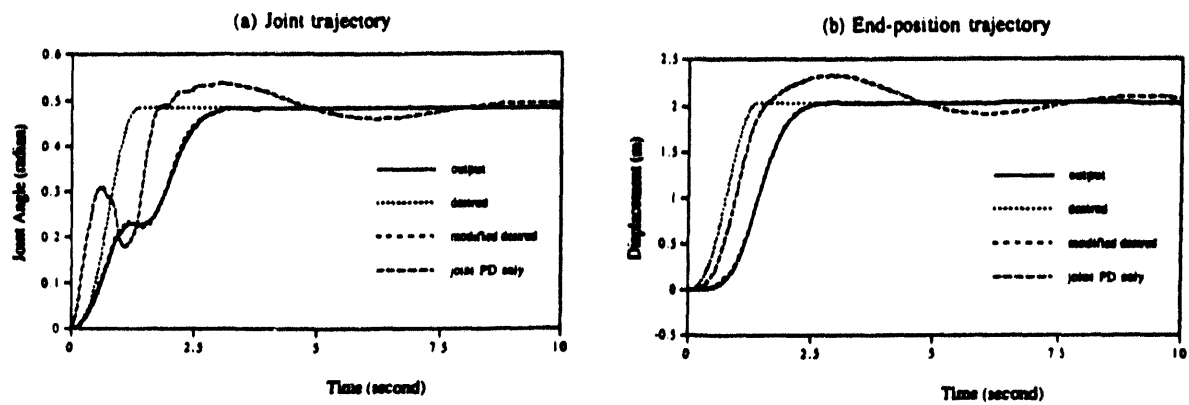 (a) Joint trajectory
0.6
0.5
0.4
0.3
0.2
0.1
0
Joint Angle (radian)
output
desired
modified desired
joint PD only
0
2.5
5
7.5
10
Time (second)
(b) End-position trajectory
2.5
2
1.5
1
0.5
0
-0.5
Displacement (m)
output
desired
modified desired
joint PD only
0
2.5
5
7.5
10
Time (second)